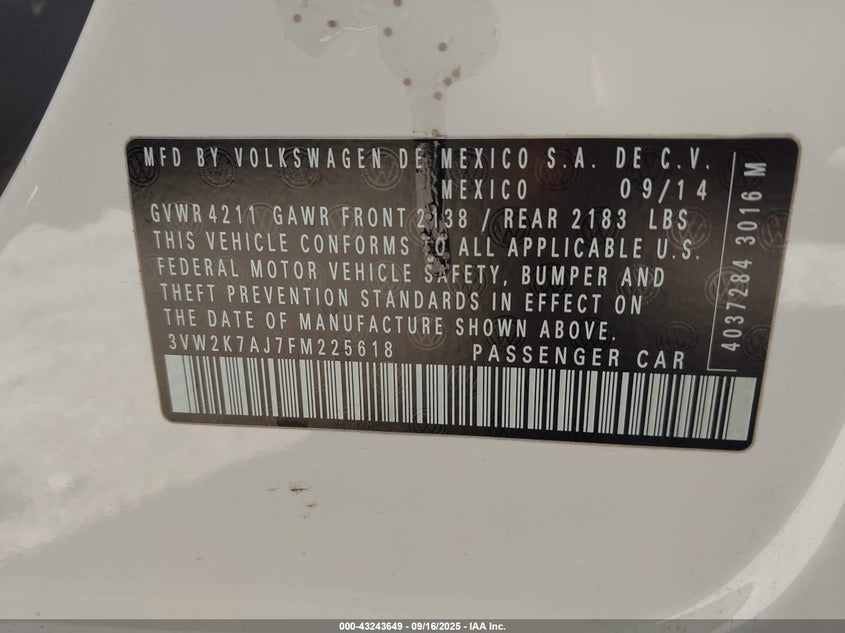 MFD BY VOLKSWAGEN DE MEXICO S.A. DE C.V.
MEXICO 09/14
GVWR 4211 GAWR FRONT 2138 / REAR 2183 LBS
THIS VEHICLE CONFORMS TO ALL APPLICABLE U.S.
FEDERAL MOTOR VEHICLE SAFETY, BUMPER AND
THEFT PREVENTION STANDARDS IN EFFECT ON
THE DATE OF MANUFACTURE SHOWN ABOVE.
3VW2K7AJ7FM225618 PASSENGER CAR
4037284 3016 M
000-43243649 - 09/16/2025 - IAA Inc.